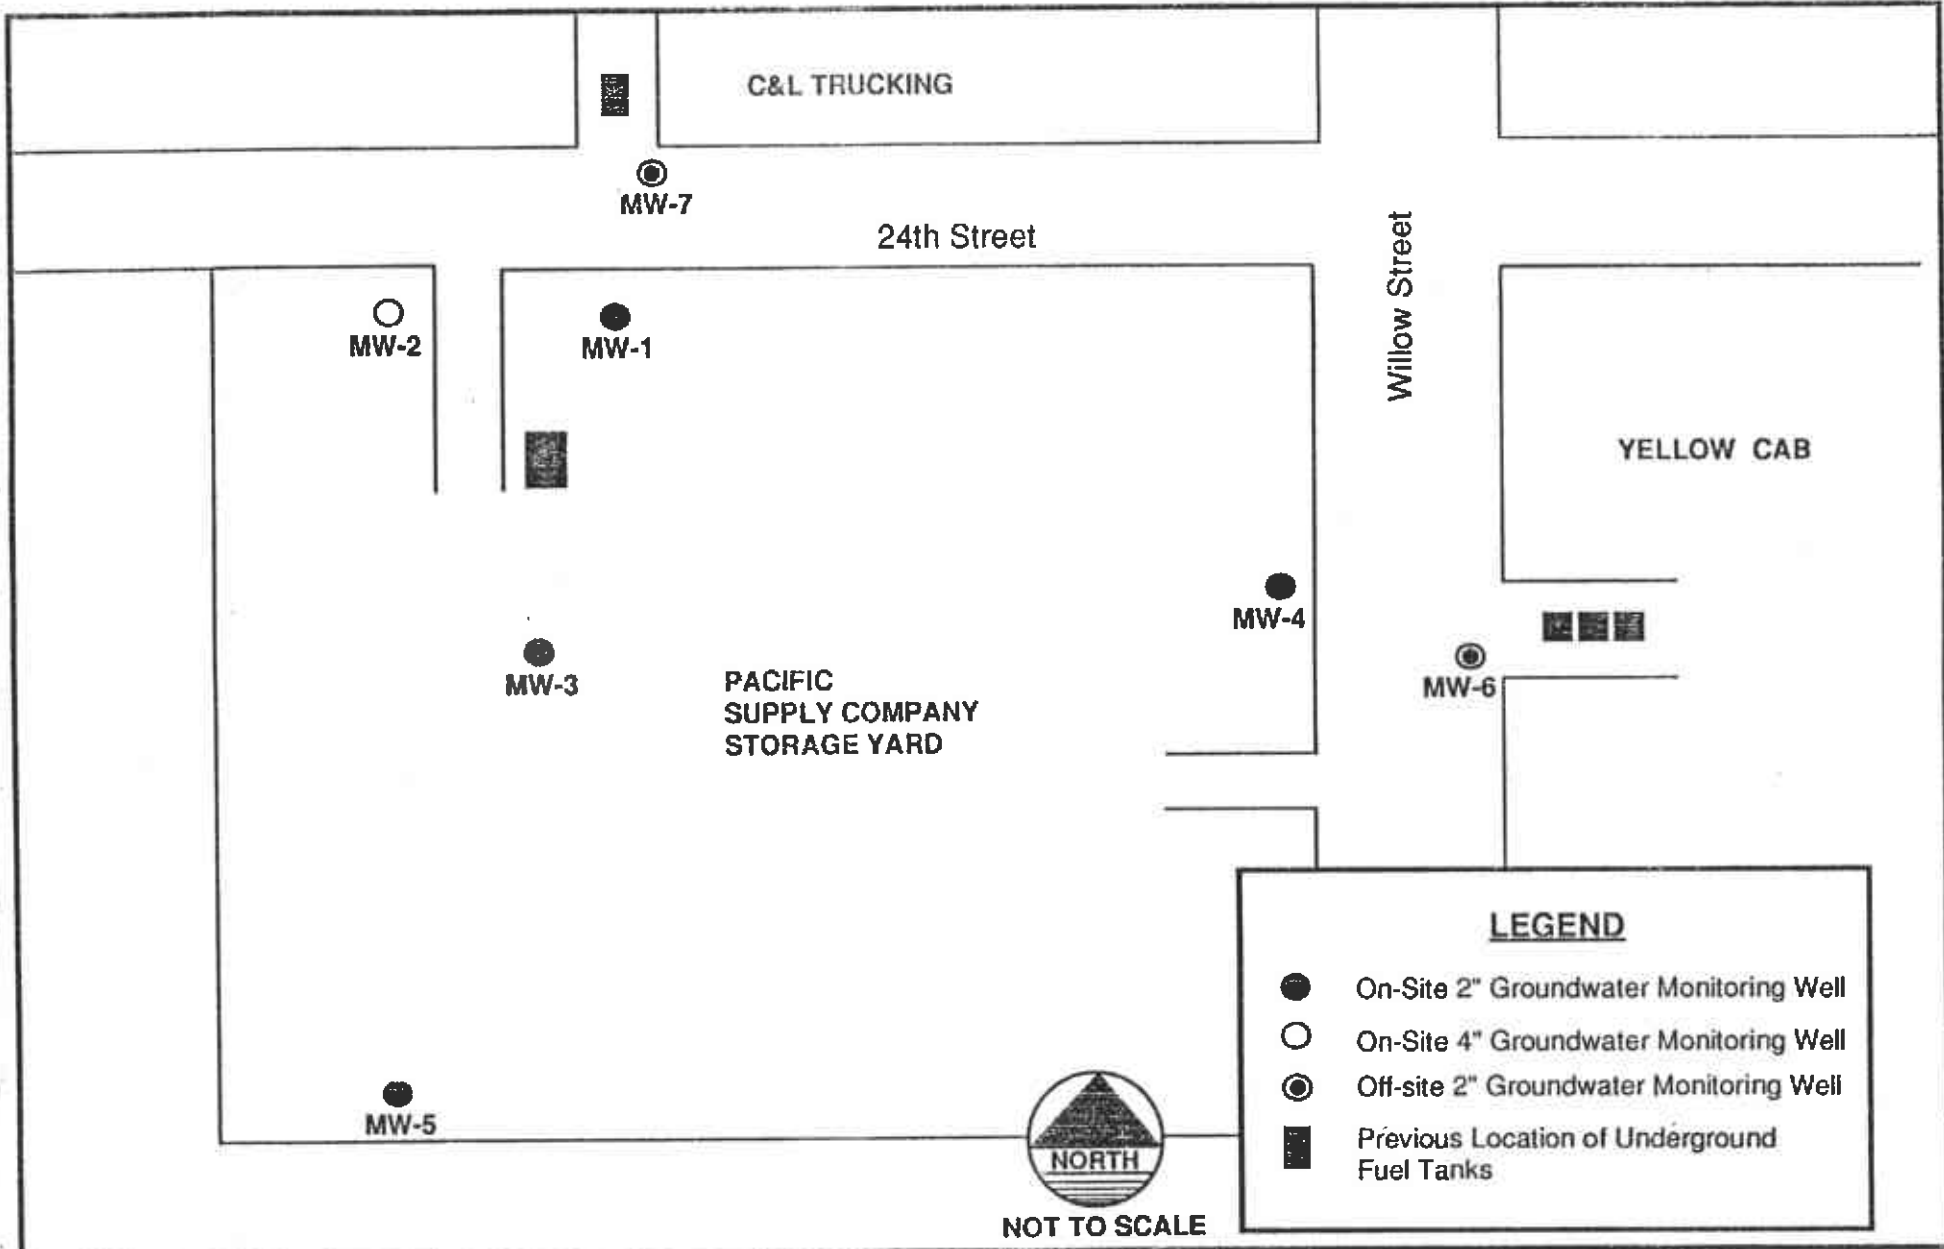 C&L TRUCKING
MW-7
24th Street
Willow Street
MW-2
MW-1
YELLOW CAB
MW-4
MW-3
MW-6
PACIFIC
SUPPLY COMPANY
STORAGE YARD
MW-5
NORTH
NOT TO SCALE
LEGEND
On-Site 2" Groundwater Monitoring Well
On-Site 4" Groundwater Monitoring Well
Off-site 2" Groundwater Monitoring Well
Previous Location of Underground
Fuel Tanks